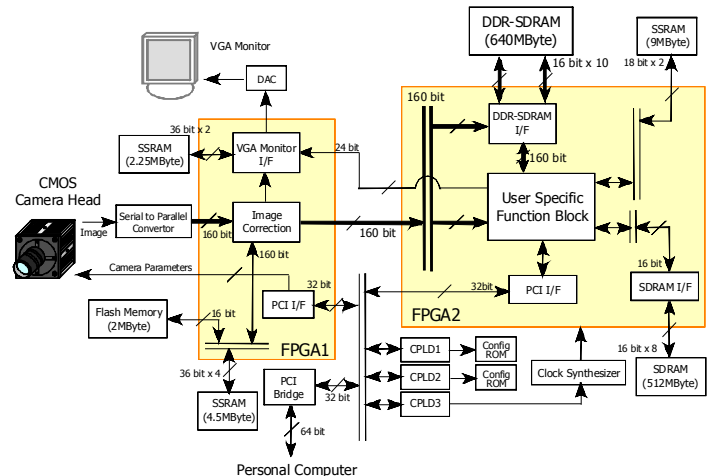 VGA Monitor
DAC
DDR-SDRAM
(640MByte)
SSRAM
(9MByte)
16 bit x 10
18 bit x 2
160 bit
36 bit x 2
SSRAM
(2.25MByte)
VGA Monitor
I/F
24 bit
DDR-SDRAM
I/F
160 bit
CMOS
Camera Head
Image
Serial to Parallel
Convertor
160 bit
Image
Correction
160 bit
160 bit
User Specific
Function Block
Camera Parameters
PCI I/F
32 bit
32bit
PCI I/F
16 bit
SDRAM I/F
Flash Memory
(2MByte)
16 bit
FPGA1
FPGA2
36 bit x 4
SSRAM
(4.5MByte)
PCI
Bridge
32 bit
64 bit
Personal Computer
CPLD1
Config
ROM
CPLD2
Config
ROM
CPLD3
Clock Synthesizer
16 bit x 8
SDRAM
(512MByte)